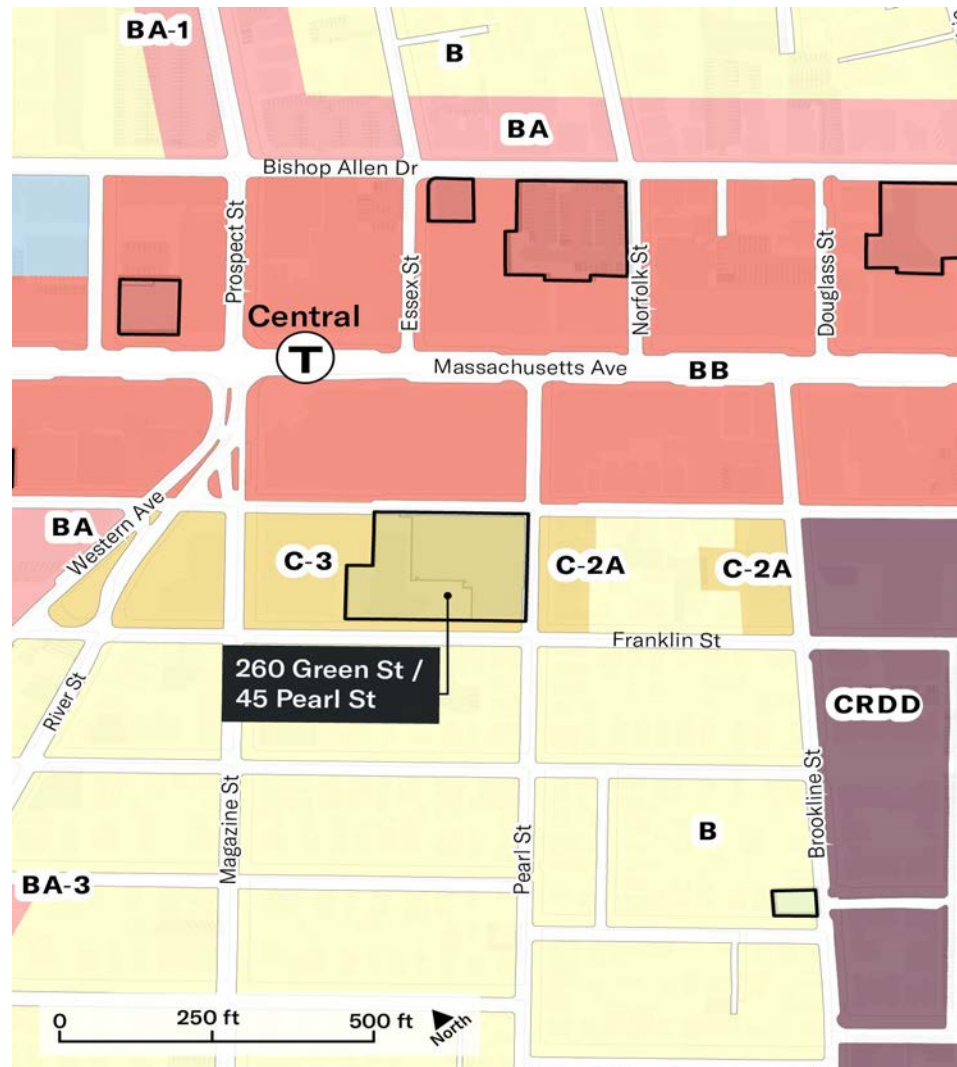 BA-1
B
BA
Bishop Allen Dr
Prospect St
Essex St
Norfolk St
Douglass St
Central
T
Massachusetts Ave
BB
BA
Western Ave
C-3
C-2A
C-2A
Franklin St
260 Green St /
45 Pearl St
River St
CRDD
Magazine St
Pearl St
B
Brookline St
BA-3
0
250 ft
500 ft
North